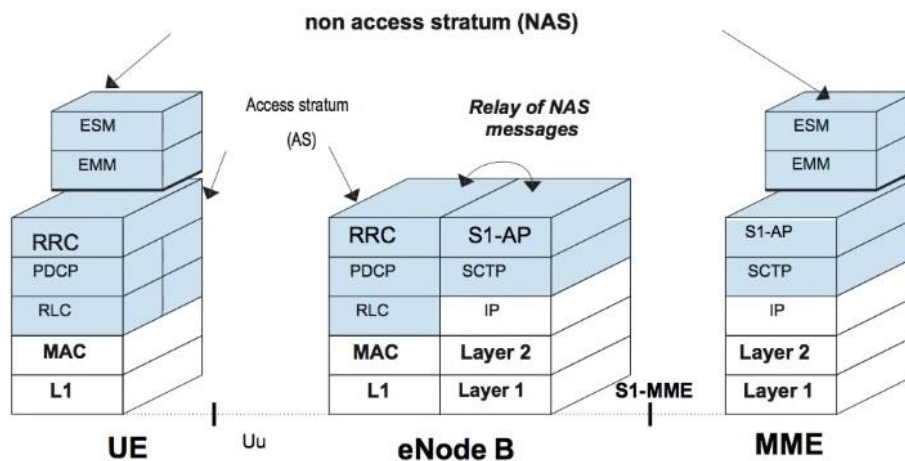 non access stratum (NAS)
Access stratum
(AS)
Relay of NAS
messages
ESM
EMM
RRC
PDCP
RLC
MAC
L1
RRC
PDCP
RLC
MAC
L1
S1-AP
SCTP
IP
Layer 2
Layer 1
ESM
EMM
S1-AP
SCTP
IP
Layer 2
Layer 1
S1-MME
UE
Uu
eNode B
MME